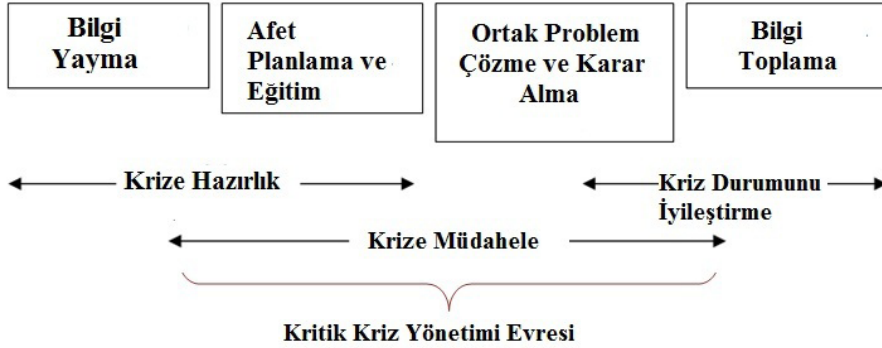 Bilgi
Yayma
Afet
Planlama ve
Eğitim
Ortak Problem
Çözme ve Karar
Alma
Bilgi
Toplama
Krize Hazırlık
Kriz Durumunu
İyileştirme
Krize Müdahele
Kritik Kriz Yönetimi Evresi